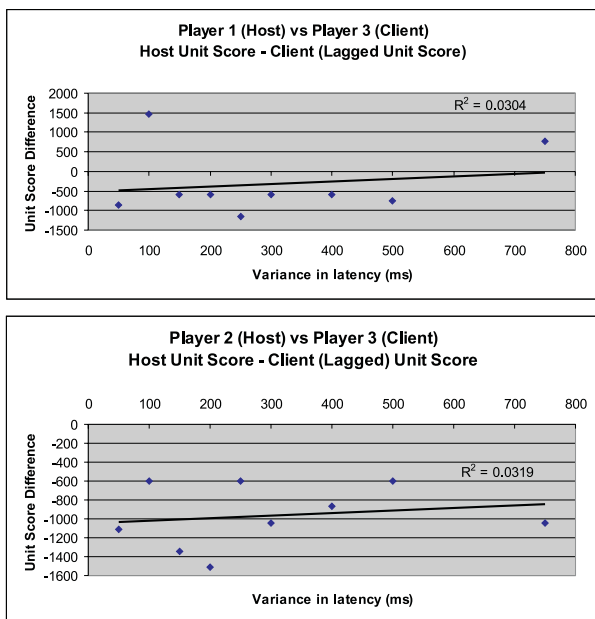 Player 1 (Host) vs Player 3 (Client)
Host Unit Score - Client (Lagged Unit Score)
R² = 0.0304
2000
1500
1000
500
0
-500
-1000
-1500
Unit Score Difference
0 100 200 300 400 500 600 700 800
Variance in latency (ms)
Player 2 (Host) vs Player 3 (Client)
Host Unit Score - Client (Lagged) Unit Score
0 100 200 300 400 500 600 700 800
0
-200
-400
-600
-800
-1000
-1200
-1400
-1600
Unit Score Difference
R² = 0.0319
Variance in latency (ms)